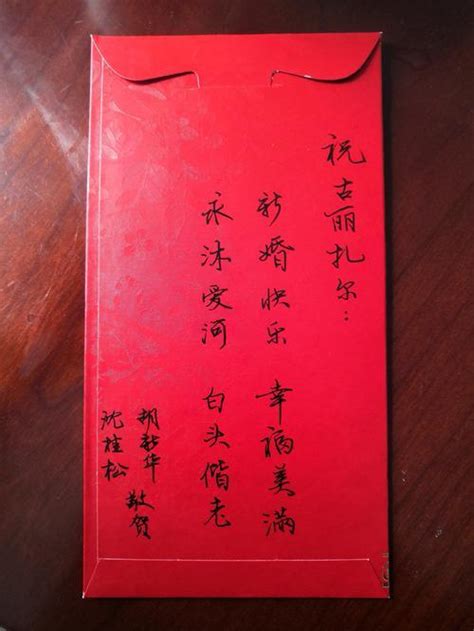 祝古丽扎尔：
新婚快乐 幸福美满
永沐爱河 白头偕老
胡新华
沈桂松
敬贺